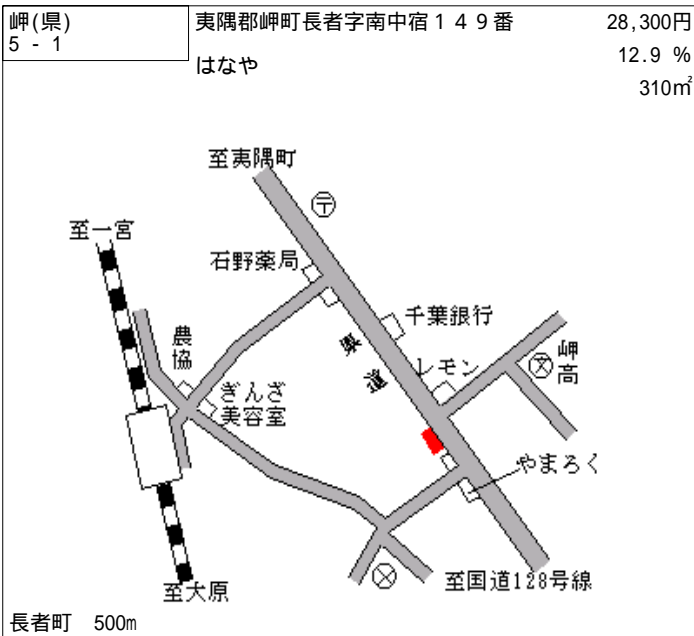 岬(県)
5 - 1
夷隅郡岬町長者字南中宿１４９番
はなや
28,300円
12.9 %
310㎡
至夷隅町
〒
至一宮
石野薬局
千葉銀行
農協
県道
レモン
岬高
文
ぎんざ
美容室
やまろく
至国道128号線
至大原
長者町 500m